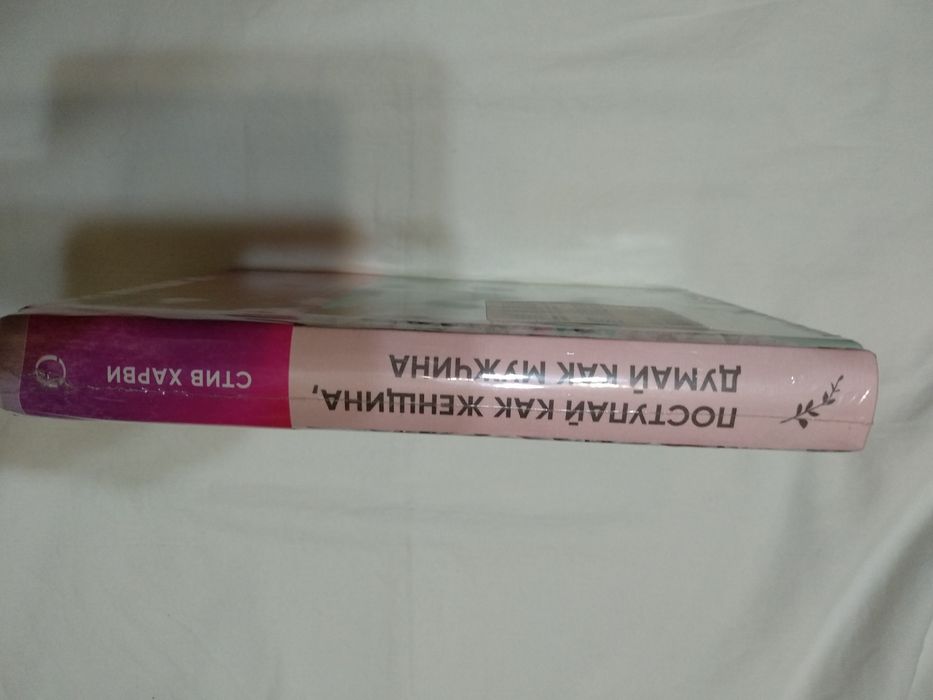 ПОСТУПАЙ КАК ЖЕНЩИНА,
ДУМАЙ КАК МУЖЧИНА
СТИВ ХАРВИ